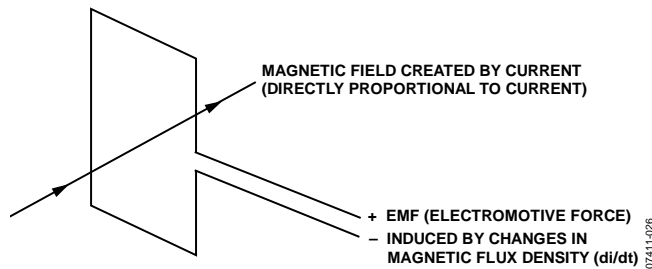 MAGNETIC FIELD CREATED BY CURRENT
(DIRECTLY PROPORTIONAL TO CURRENT)
+ EMF (ELECTROMOTIVE FORCE)
– INDUCED BY CHANGES IN
MAGNETIC FLUX DENSITY (di/dt)
07411-026